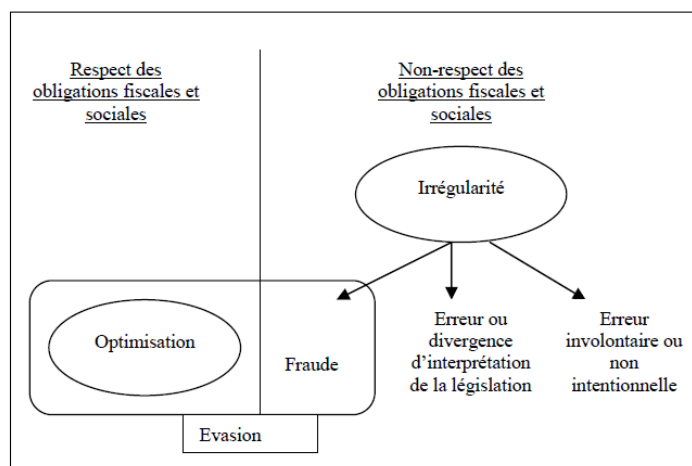 Respect des
obligations fiscales et
sociales
Non-respect des
obligations fiscales et
sociales
Irrégularité
Optimisation
Fraude
Erreur ou
divergence
d'interprétation
de la législation
Erreur
involontaire ou
non
intentionnelle
Evasion